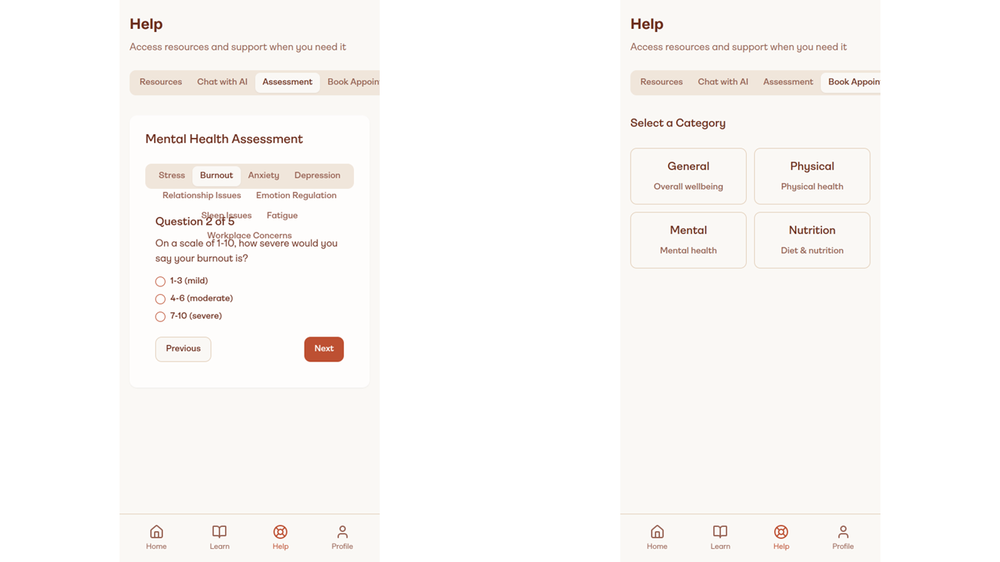 Help
Access resources and support when you need it
Resources Chat with AI Assessment Book Appoin
Mental Health Assessment
Stress Burnout Anxiety Depression
Relationship Issues Emotion Regulation
Sleep Issues Fatigue
Question 2 of 5
Workplace Concerns
On a scale of 1-10, how severe would you
say your burnout is?
1-3 (mild)
4-6 (moderate)
7-10 (severe)
Previous Next
Home Learn Help Profile
Help
Access resources and support when you need it
Resources Chat with AI Assessment Book Appoin
Select a Category
General Physical
Overall wellbeing Physical health
Mental Nutrition
Mental health Diet & nutrition
Home Learn Help Profile